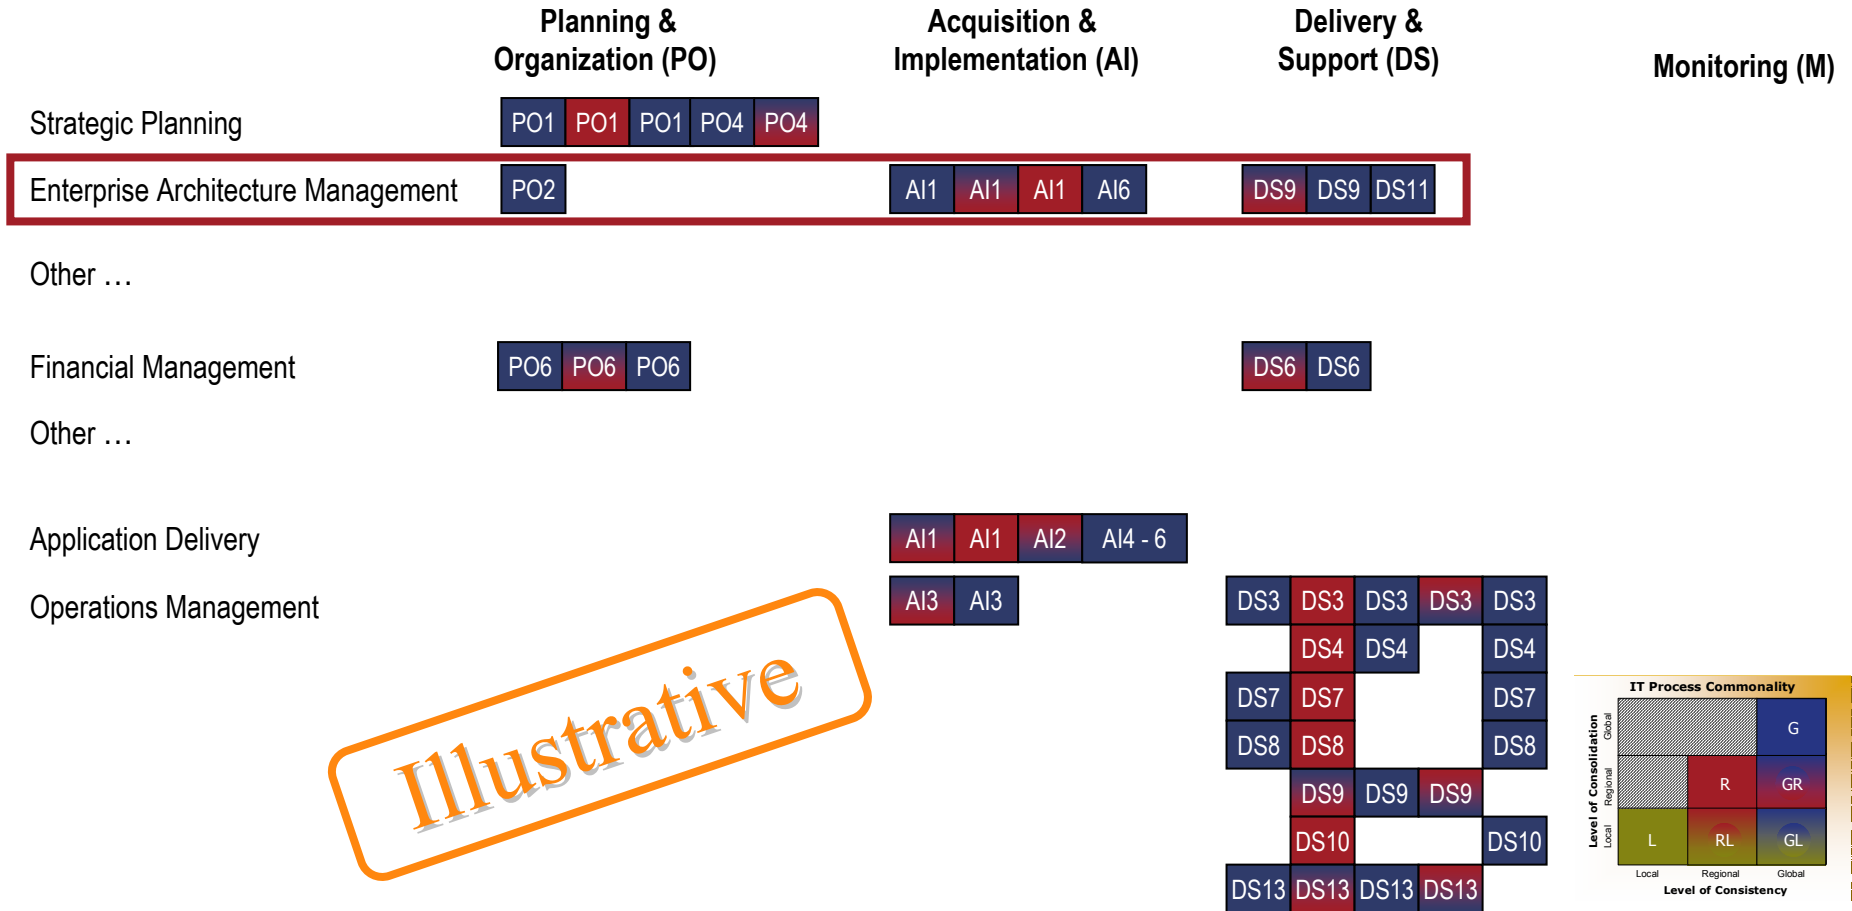 Planning &
Organization (PO)
Acquisition &
Implementation (AI)
Delivery &
Support (DS)
Monitoring (M)
Strategic Planning
PO1 PO1 PO1 PO4 PO4
Enterprise Architecture Management
PO2
AI1 AI1 AI1 AI6
DS9 DS9 DS11
Other …
Financial Management
PO6 PO6 PO6
DS6 DS6
Other …
Application Delivery
AI1 AI1 AI2 AI4 - 6
Operations Management
AI3 AI3
DS3 DS3 DS3 DS3 DS3
DS4 DS4 DS4
DS7 DS7 DS7
DS8 DS8 DS8
DS9 DS9 DS9
DS10 DS10
DS13 DS13 DS13 DS13
Illustrative
IT Process Commonality
Level of Consolidation
Global
Regional
Local
G
R GR
L RL GL
Local Regional Global
Level of Consistency